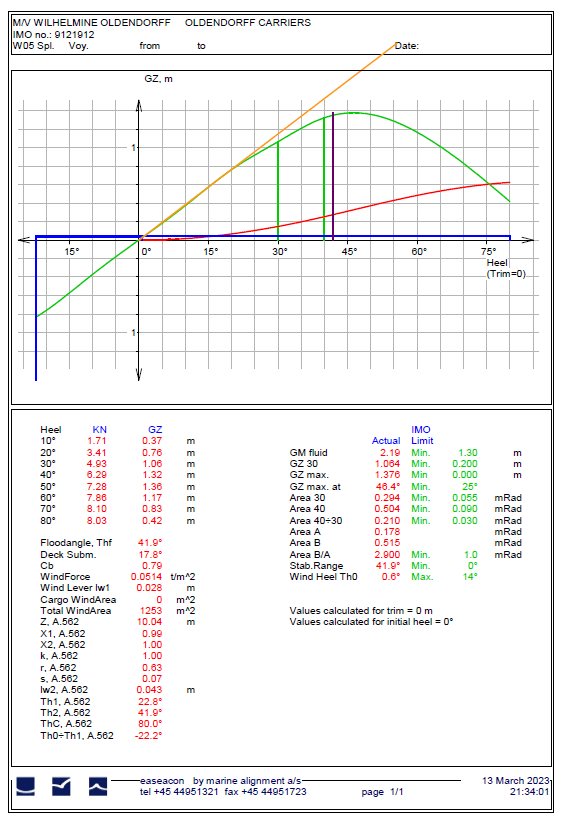 M/V WILHELMINE OLDENDORFF OLDENDORFF CARRIERS
IMO no.: 9121912
W05 Spl. Voy. from to Date:
GZ, m
1
15° 0° 15° 30° 45° 60° 75°
Heel
(Trim=0)
1
Heel KN GZ
10° 1.71 0.37 m
20° 3.41 0.76 m
30° 4.93 1.06 m
40° 6.29 1.32 m
50° 7.28 1.36 m
60° 7.86 1.17 m
70° 8.10 0.83 m
80° 8.03 0.42 m
Floodangle, Thf 41.9°
Deck Subm. 17.8°
Cb 0.79
WindForce 0.0514 t/m^2
Wind Lever lw1 0.028 m
Cargo WindArea 0 m^2
Total WindArea 1253 m^2
Z, A.562 10.04 m
X1, A.562 0.99
X2, A.562 1.00
k, A.562 1.00
r, A.562 0.63
s, A.562 0.07
lw2, A.562 0.043 m
Th1, A.562 22.8°
Th2, A.562 41.9°
ThC, A.562 80.0°
Th0÷Th1, A.562 -22.2°
IMO
Actual Limit
GM fluid 2.19 Min. 1.30 m
GZ 30 1.064 Min. 0.200 m
GZ max. 1.376 Min 0.000 m
GZ max. at 46.4° Min. 25°
Area 30 0.294 Min. 0.055 mRad
Area 40 0.504 Min. 0.090 mRad
Area 40÷30 0.210 Min. 0.030 mRad
Area A 0.178 mRad
Area B 0.515 mRad
Area B/A 2.900 Min. 1.0 mRad
Stab.Range 41.9° Min. 0°
Wind Heel Th0 0.6° Max. 14°
Values calculated for trim = 0 m
Values calculated for initial heel = 0°
easeacon by marine alignment a/s
tel +45 44951321 fax +45 44951723 page 1/1
13 March 2023
21:34:01